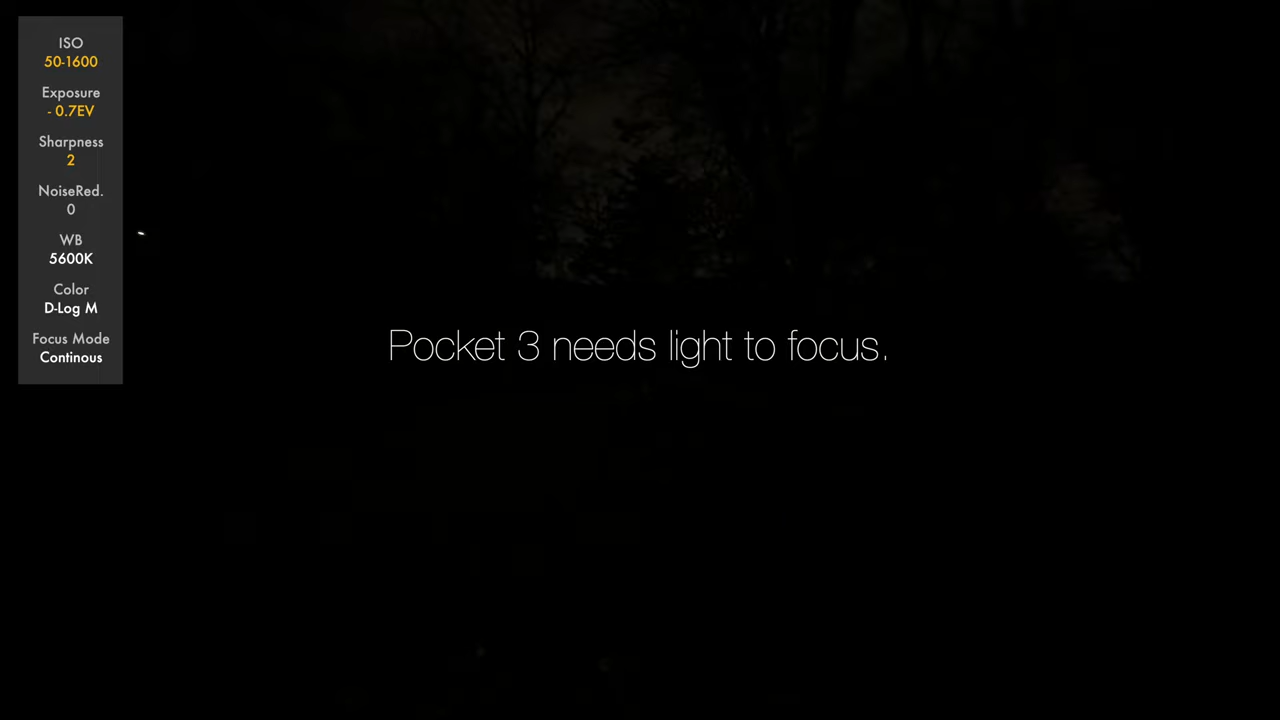 ISO
50-1600
Exposure
- 0.7EV
Sharpness
2
NoiseRed.
0
WB
5600K
Color
D-Log M
Focus Mode
Continous
Pocket 3 needs light to focus.